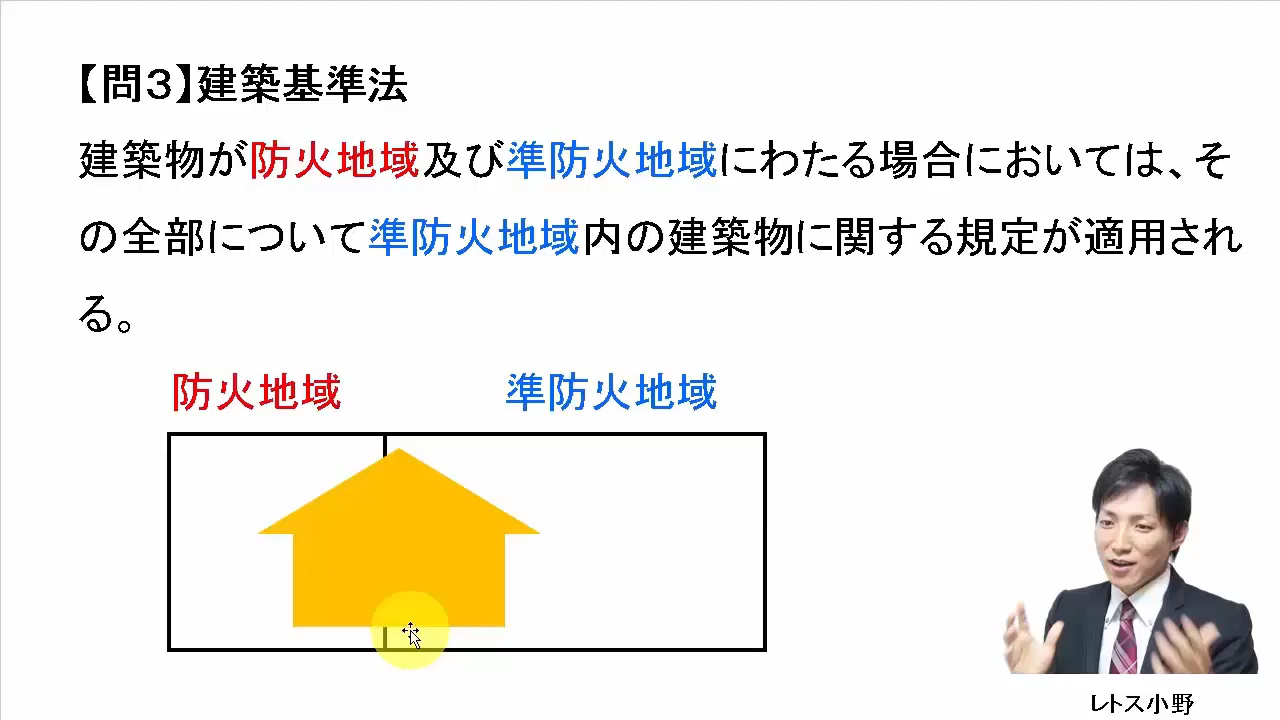 【問３】建築基準法
建築物が防火地域及び準防火地域にわたる場合においては、そ
の全部について準防火地域内の建築物に関する規定が適用され
る。
防火地域 準防火地域
レトス小野